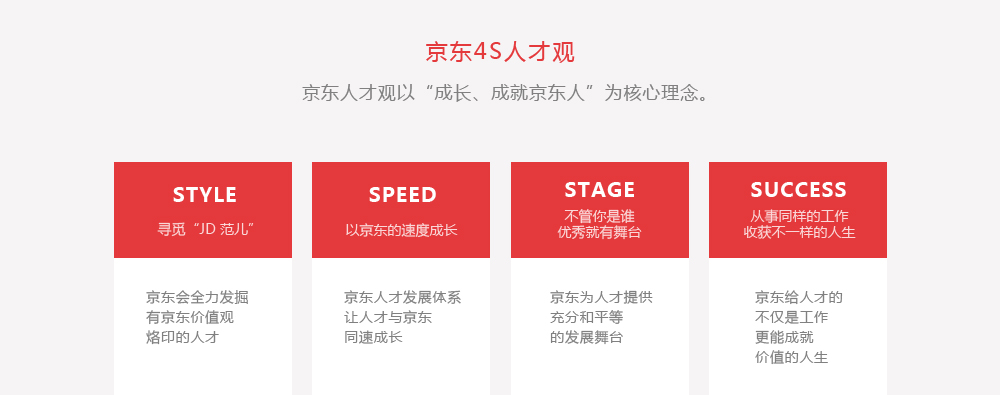 京东4S人才观
京东人才观以“成长、成就京东人”为核心理念。
STYLE
寻觅“JD 范儿”
京东会全力发掘
有京东价值观
烙印的人才
SPEED
以京东的速度成长
京东人才发展体系
让人才与京东
同速成长
STAGE
不管你是谁
优秀就有舞台
京东为人才提供
充分和平等
的发展舞台
SUCCESS
从事同样的工作
收获不一样的人生
京东给人才的
不仅是工作
更能成就
价值的人生